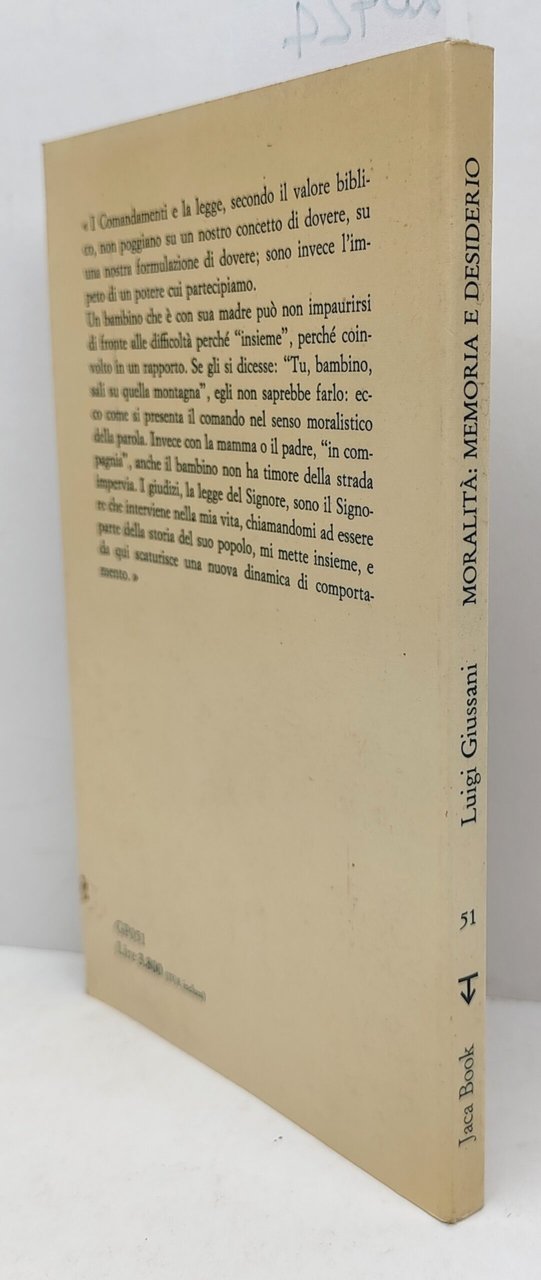 « I Comandamenti e la legge, secondo il valore bibli-
co, non poggiano su un nostro concetto di dovere, su
una nostra formulazione di dovere; sono invece l'im-
peto di un potere cui partecipiamo.
Un bambino che è con sua madre può non impaurirsi
di fronte alle difficoltà perché "insieme", perché coin-
volto in un rapporto. Se gli si dicesse: "Tu, bambino,
sali su quella montagna", egli non saprebbe farlo: ec-
co come si presenta il comando nel senso moralistico
della parola. Invece con la mamma o il padre, "in com-
pagnia", anche il bambino non ha timore della strada
impervia. I giudizi, la legge del Signore, sono il Signo-
re che interviene nella mia vita, chiamandomi ad essere
parte della storia del suo popolo, mi mette insieme, e
da qui scaturisce una nuova dinamica di comporta-
mento. »
GP051
Lire 3.800 (IVA inclusa)
Jaca Book 51 Luigi Giussani MORALITÀ: MEMORIA E DESIDERIO